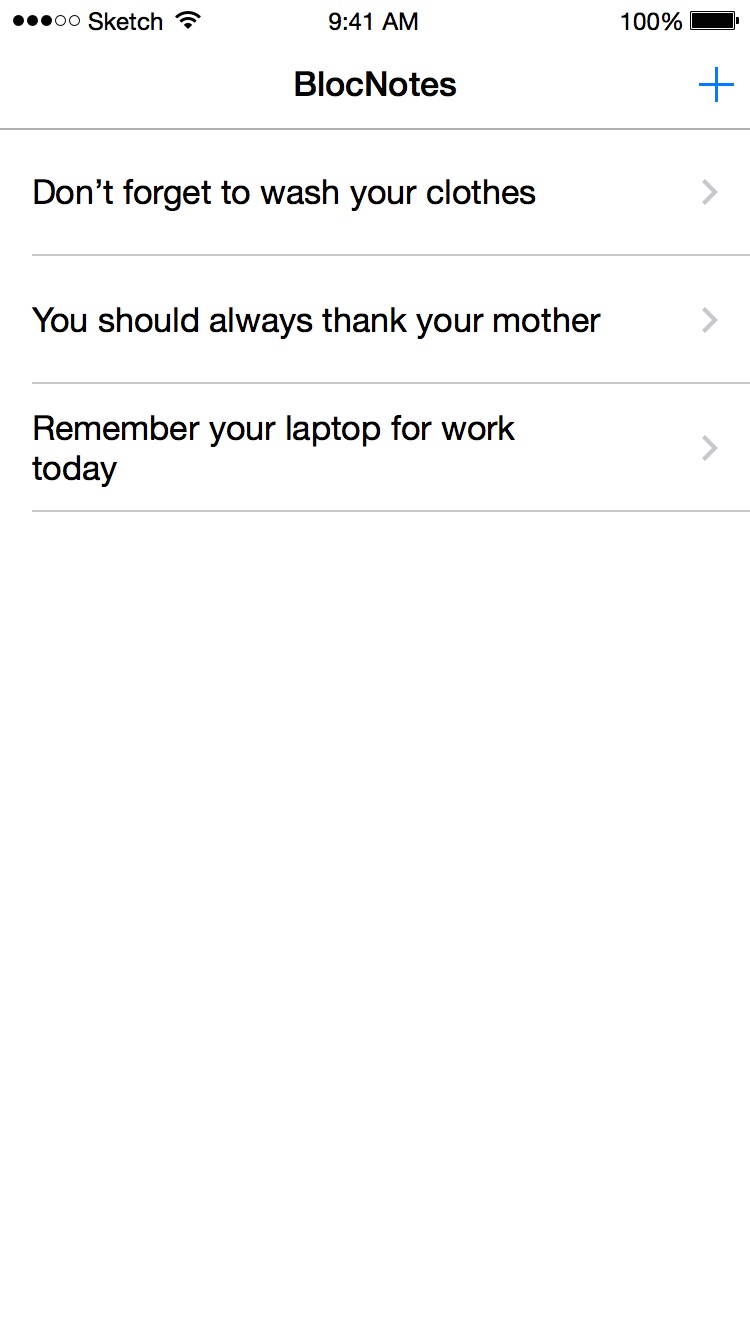 Sketch 9:41 AM 100%
BlocNotes
Don’t forget to wash your clothes
You should always thank your mother
Remember your laptop for work
today